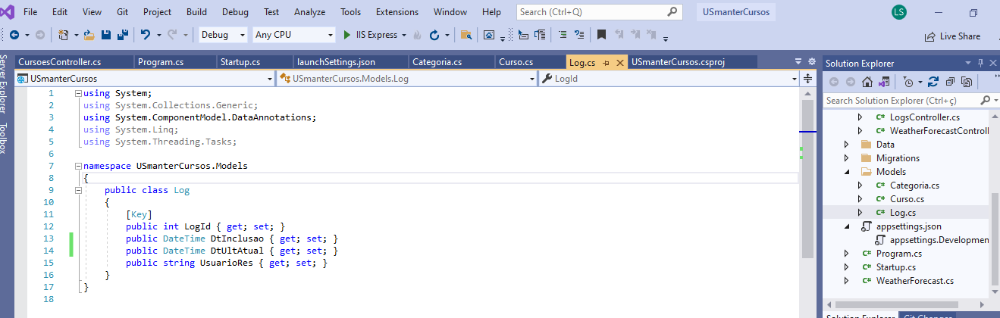 File Edit View Git Project Build Debug Test Analyze Tools Extensions Window Help Search (Ctrl+Q) USmanterCursos LS
Debug Any CPU IIS Express Live Share
Server Explorer
Toolbox
CursoesController.cs Program.cs Startup.cs launchSettings.json Categoria.cs Curso.cs Log.cs USmanterCursos.csproj
USmanterCursos USmanterCursos.Models.Log LogId
1 using System;
2 using System.Collections.Generic;
3 using System.ComponentModel.DataAnnotations;
4 using System.Linq;
5 using System.Threading.Tasks;
6
7 namespace USmanterCursos.Models
8 {
9 public class Log
10 {
11 [Key]
12 public int LogId { get; set; }
13 public DateTime DtInclusao { get; set; }
14 public DateTime DtUltAtual { get; set; }
15 public string UsuarioRes { get; set; }
16 }
17 }
18
Solution Explorer
Search Solution Explorer (Ctrl+ç)
C# LogsController.cs
C# WeatherForecastControll
Data
Migrations
Models
C# Categoria.cs
C# Curso.cs
C# Log.cs
appsettings.json
appsettings.Developmen
C# Program.cs
C# Startup.cs
C# WeatherForecast.cs
Solution Explorer Git Changes